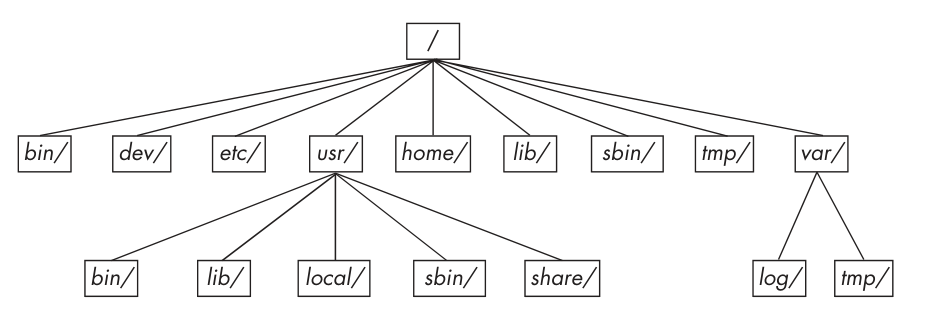 /
bin/ dev/ etc/ usr/ home/ lib/ sbin/ tmp/ var/
bin/ lib/ local/ sbin/ share/ log/ tmp/